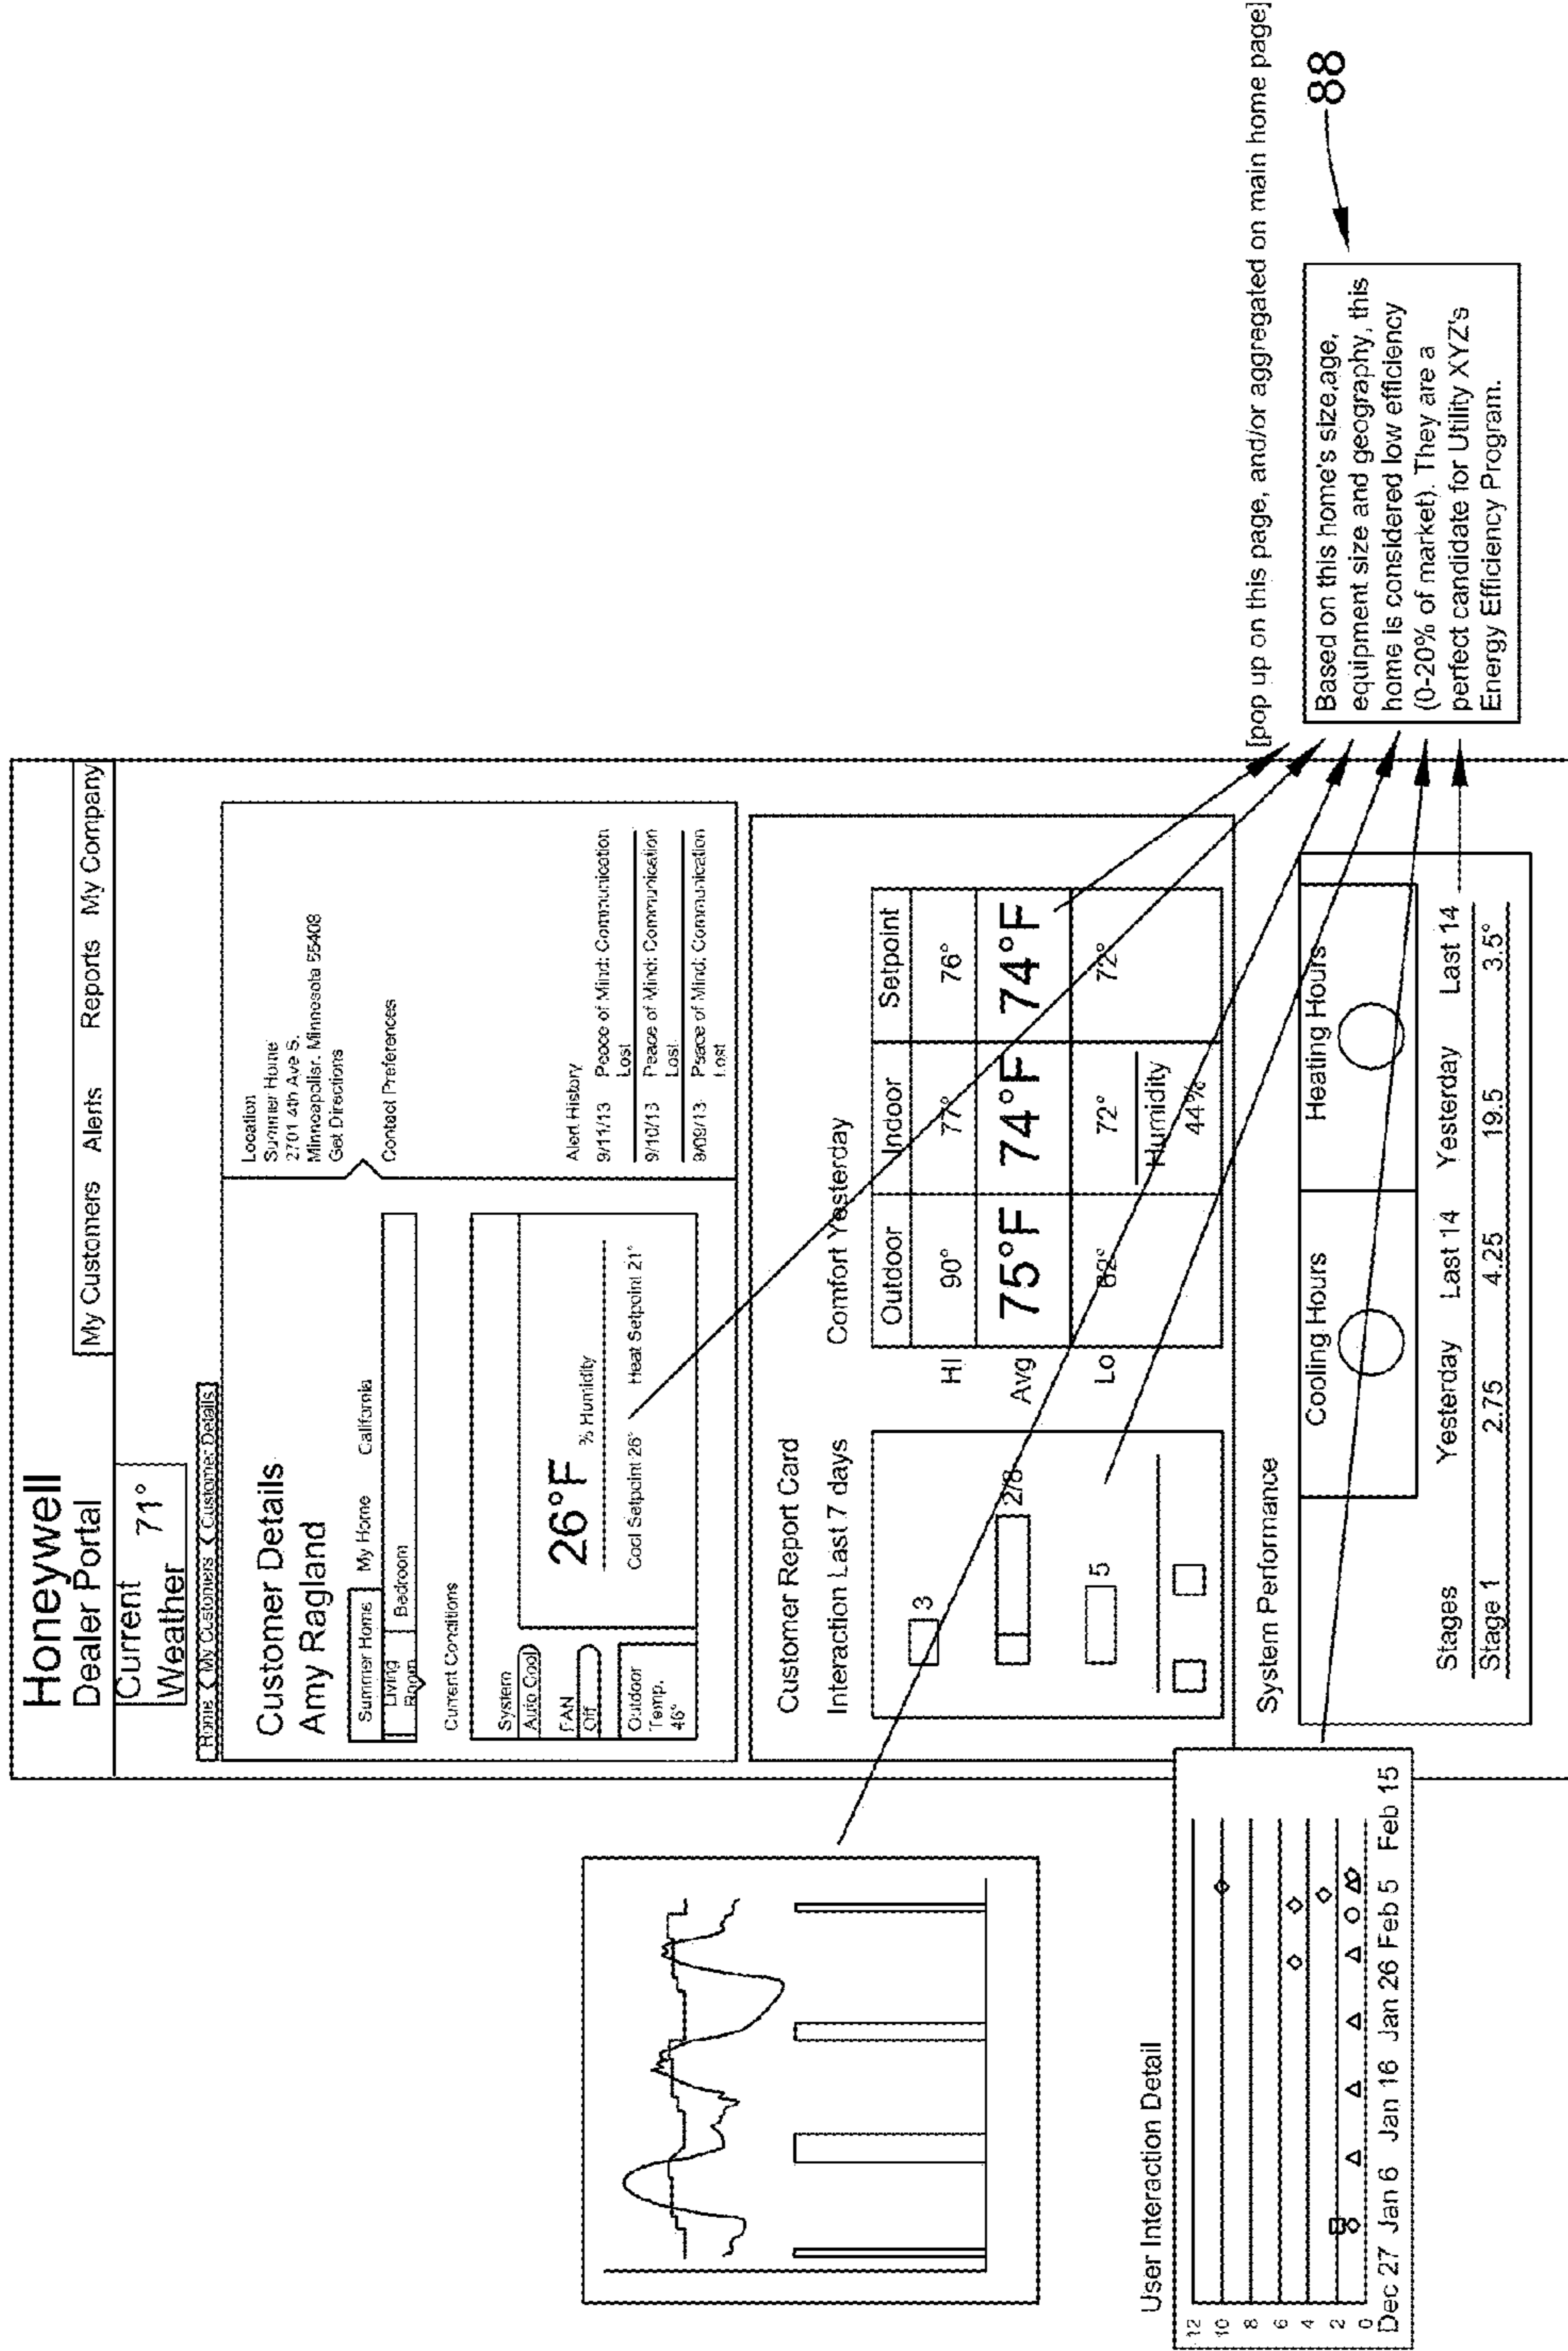 Honeywell
Dealer Portal
My Customers Alerts Reports My Company
Current
Weather 71°
Home My Customers Customer Details
Customer Details
Amy Ragland
Summer Home My Home California
Living
Room Bedroom
Current Conditions
System
Auto Cool
FAN
Off
Outdoor
Temp.
46°
26°F
% Humidity
Cool Setpoint 26° Heat Setpoint 21°
Location
Summer Home
2701 4th Ave S.
Minneapolis, Minnesota 55408
Get Directions
Contact Preferences
Alert History
9/11/13 Peace of Mind: Communication
Lost
9/10/13 Peace of Mind: Communication
Lost
9/09/13 Peace of Mind: Communication
Lost
Customer Report Card
Interaction Last 7 days
3
2/8
5
Comfort Yesterday
Outdoor Indoor Setpoint
HI 90° 77° 76°
Avg 75°F 74°F 74°F
Lo 62° 72° 72°
Humidity
44%
System Performance
Cooling Hours Heating Hours
Stages Yesterday Last 14 Yesterday Last 14
Stage 1 2.75 4.25 19.5 3.5°
User Interaction Detail
12
10
8
6
4
2
0
Dec 27 Jan 6 Jan 16 Jan 26 Feb 5 Feb 15
[pop up on this page, and/or aggregated on main home page]
88
Based on this home's size,age,
equipment size and geography, this
home is considered low efficiency
(0-20% of market). They are a
perfect candidate for Utility XYZ's
Energy Efficiency Program.